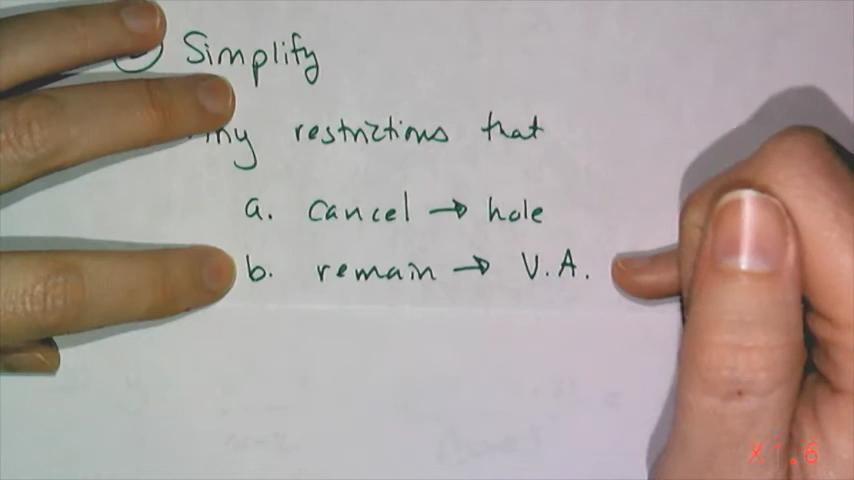 Simplify
restrictions that
a. cancel → hole
b. remain → V.A.